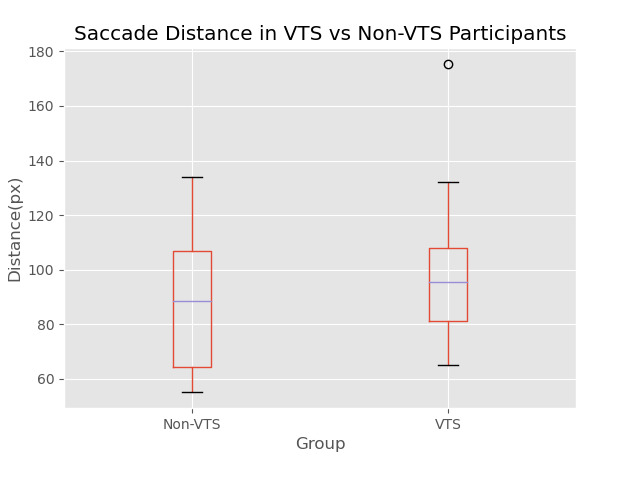 Saccade Distance in VTS vs Non-VTS Participants
180
160
140
120
100
80
60
Distance(px)
Non-VTS
VTS
Group